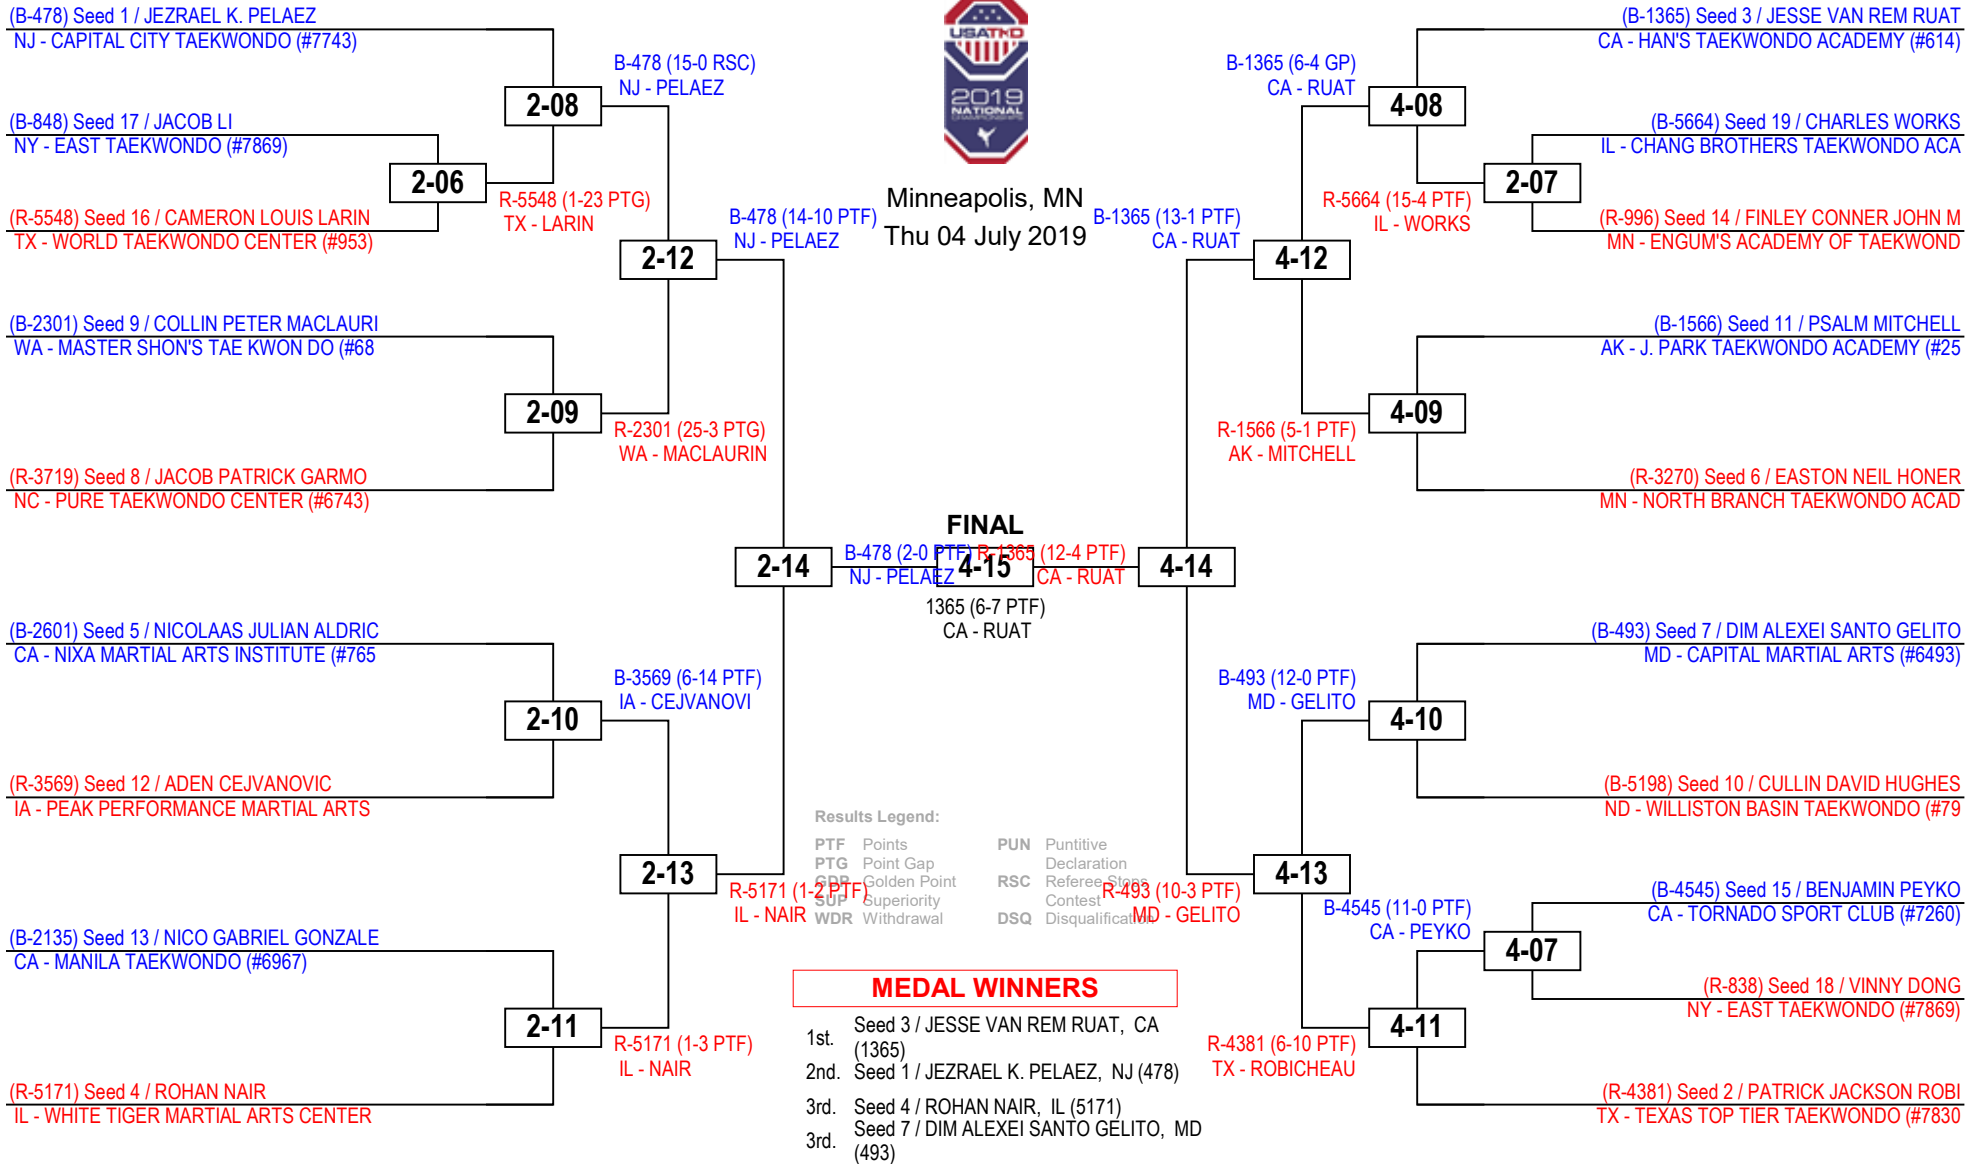 (B-478) Seed 1 / JEZRAEL K. PELAEZ
NJ - CAPITAL CITY TAEKWONDO (#7743)
B-478 (15-0 RSC)
NJ - PELAEZ
2-08
(B-848) Seed 17 / JACOB LI
NY - EAST TAEKWONDO (#7869)
2-06
R-5548 (1-23 PTG)
TX - LARIN
(R-5548) Seed 16 / CAMERON LOUIS LARIN
TX - WORLD TAEKWONDO CENTER (#953)
B-478 (14-10 PTF)
NJ - PELAEZ
2-12
(B-2301) Seed 9 / COLLIN PETER MACLAURI
WA - MASTER SHON'S TAE KWON DO (#68
2-09
R-2301 (25-3 PTG)
WA - MACLAURIN
(R-3719) Seed 8 / JACOB PATRICK GARMO
NC - PURE TAEKWONDO CENTER (#6743)
2-14
B-478 (2-0 PTF)
NJ - PELAEZ
(B-2601) Seed 5 / NICOLAAS JULIAN ALDRIC
CA - NIXA MARTIAL ARTS INSTITUTE (#765
B-3569 (6-14 PTF)
IA - CEJVANOVI
2-10
(R-3569) Seed 12 / ADEN CEJVANOVIC
IA - PEAK PERFORMANCE MARTIAL ARTS
2-13
R-5171 (1-2 PTF)
IL - NAIR
(B-2135) Seed 13 / NICO GABRIEL GONZALE
CA - MANILA TAEKWONDO (#6967)
2-11
R-5171 (1-3 PTF)
IL - NAIR
(R-5171) Seed 4 / ROHAN NAIR
IL - WHITE TIGER MARTIAL ARTS CENTER
USATKD
2019
NATIONAL
CHAMPIONSHIPS
Minneapolis, MN
Thu 04 July 2019
FINAL
4-15
1365 (6-7 PTF)
CA - RUAT
(B-1365) Seed 3 / JESSE VAN REM RUAT
CA - HAN'S TAEKWONDO ACADEMY (#614)
B-1365 (6-4 GP)
CA - RUAT
4-08
(B-5664) Seed 19 / CHARLES WORKS
IL - CHANG BROTHERS TAEKWONDO ACA
2-07
R-5664 (15-4 PTF)
IL - WORKS
(R-996) Seed 14 / FINLEY CONNER JOHN M
MN - ENGUM'S ACADEMY OF TAEKWOND
B-1365 (13-1 PTF)
CA - RUAT
4-12
(B-1566) Seed 11 / PSALM MITCHELL
AK - J. PARK TAEKWONDO ACADEMY (#25
4-09
R-1566 (5-1 PTF)
AK - MITCHELL
(R-3270) Seed 6 / EASTON NEIL HONER
MN - NORTH BRANCH TAEKWONDO ACAD
R-1365 (12-4 PTF)
CA - RUAT
4-14
(B-493) Seed 7 / DIM ALEXEI SANTO GELITO
MD - CAPITAL MARTIAL ARTS (#6493)
B-493 (12-0 PTF)
MD - GELITO
4-10
(B-5198) Seed 10 / CULLIN DAVID HUGHES
ND - WILLISTON BASIN TAEKWONDO (#79
4-13
R-493 (10-3 PTF)
MD - GELITO
(B-4545) Seed 15 / BENJAMIN PEYKO
CA - TORNADO SPORT CLUB (#7260)
B-4545 (11-0 PTF)
CA - PEYKO
4-07
(R-838) Seed 18 / VINNY DONG
NY - EAST TAEKWONDO (#7869)
4-11
R-4381 (6-10 PTF)
TX - ROBICHEAU
(R-4381) Seed 2 / PATRICK JACKSON ROBI
TX - TEXAS TOP TIER TAEKWONDO (#7830
Results Legend:
PTF Points
PTG Point Gap
GDP Golden Point
SUP Superiority
WDR Withdrawal
PUN Puntitive
Declaration
RSC Referee Stops
Contest
DSQ Disqualification
MEDAL WINNERS
1st. Seed 3 / JESSE VAN REM RUAT, CA
(1365)
2nd. Seed 1 / JEZRAEL K. PELAEZ, NJ (478)
3rd. Seed 4 / ROHAN NAIR, IL (5171)
3rd. Seed 7 / DIM ALEXEI SANTO GELITO, MD
(493)